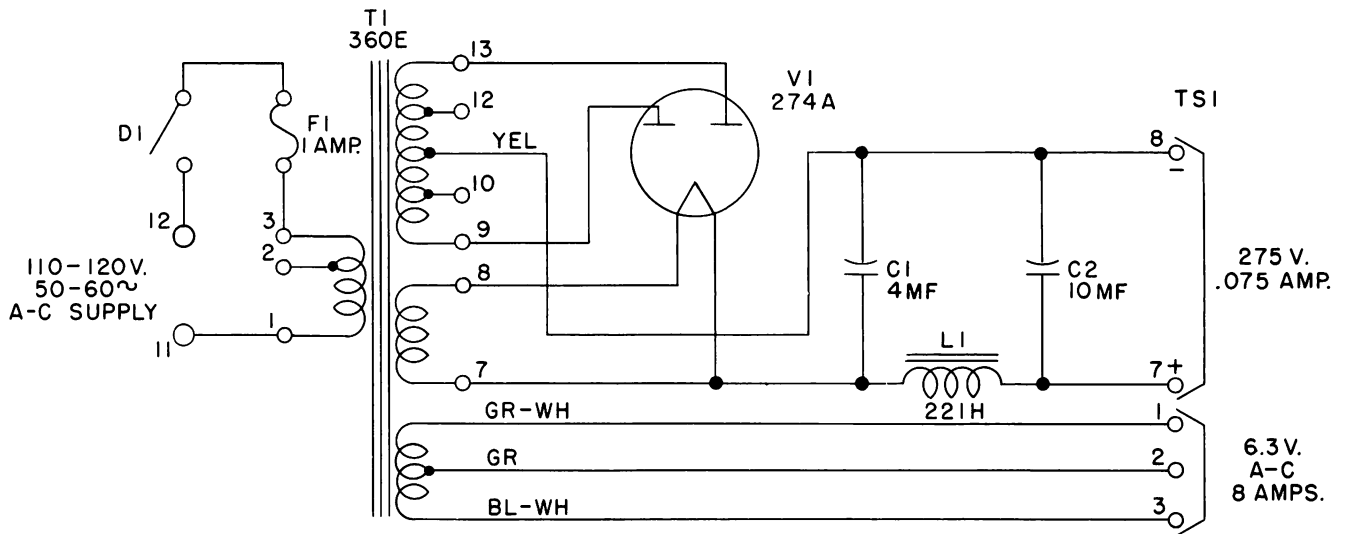 T1
360E
13
V1
274A
12
TS1
D1
F1
1 AMP.
YEL
8
−
10
12
3
9
2
110–120V.
50–60~
A-C SUPPLY
8
C1
4MF
C2
10MF
275 V.
.075 AMP.
1
11
L1
7
7+
221H
GR-WH
1
GR
2
6.3 V.
A-C
8 AMPS.
BL-WH
3